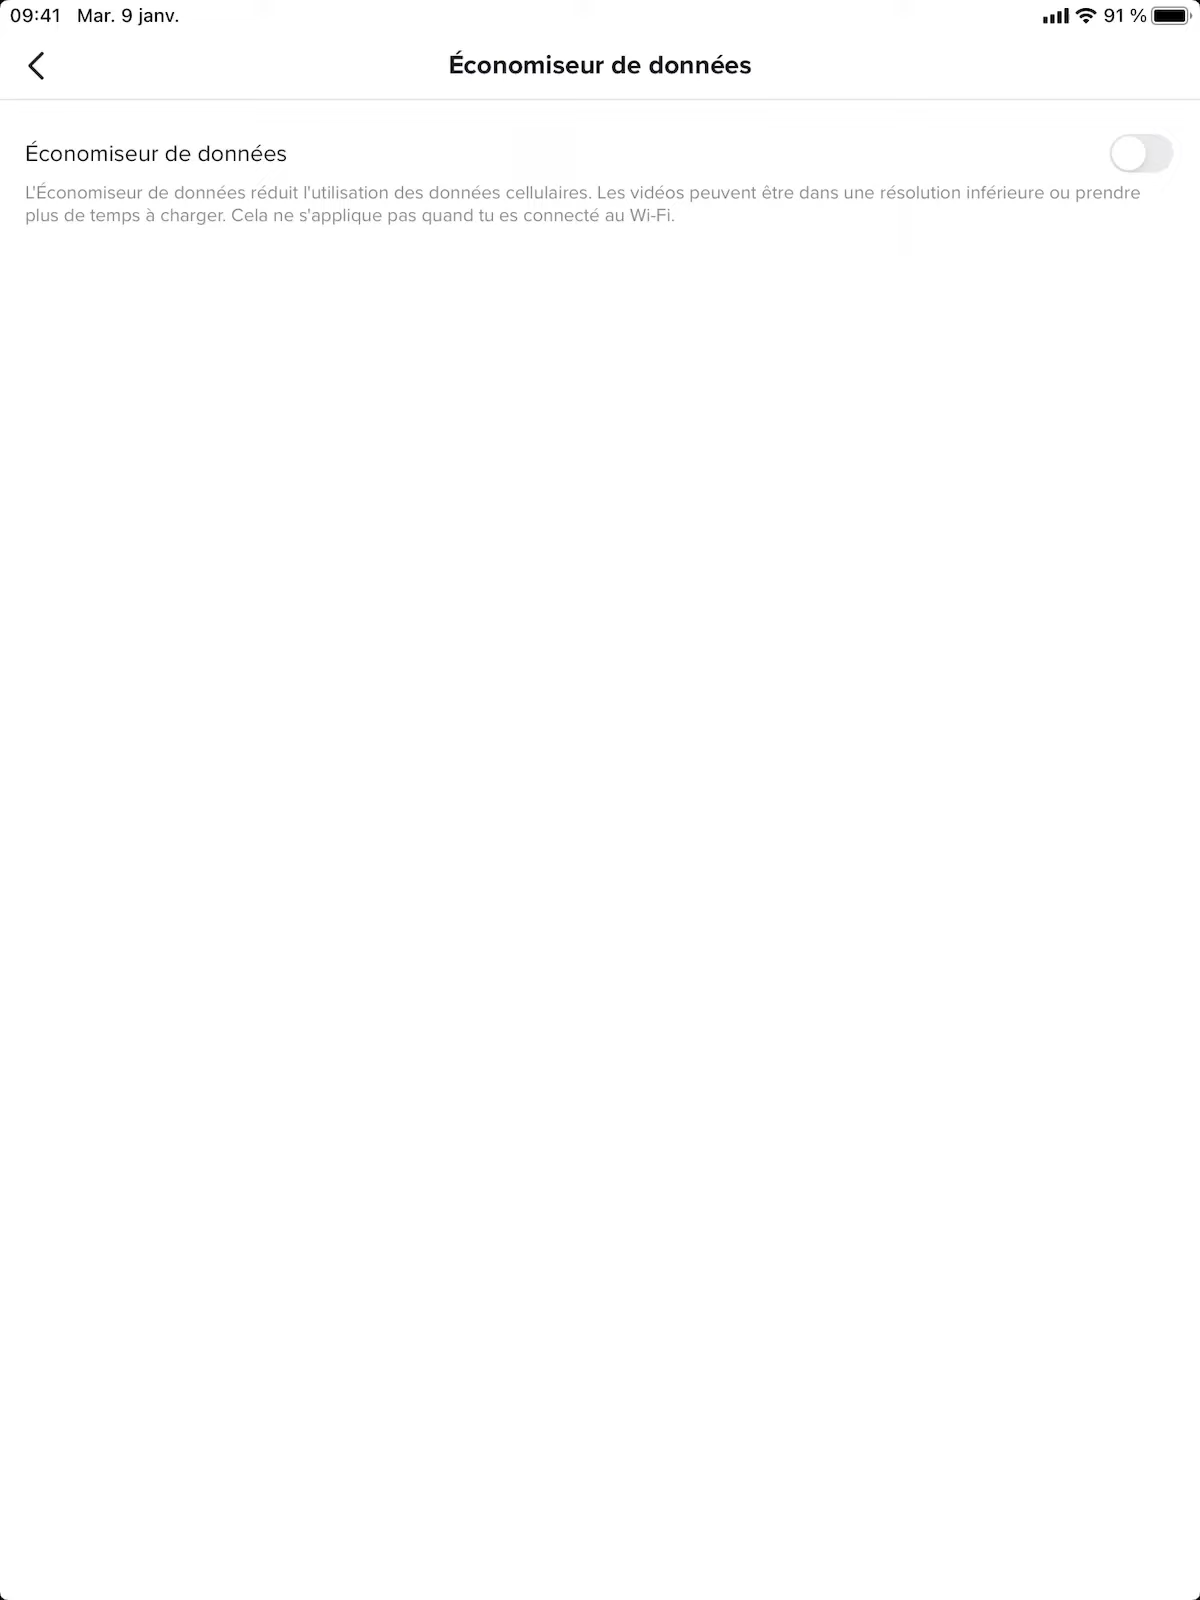 09:41 Mar. 9 janv. 91 %
Économiseur de données
Économiseur de données
L'Économiseur de données réduit l'utilisation des données cellulaires. Les vidéos peuvent être dans une résolution inférieure ou prendre
plus de temps à charger. Cela ne s'applique pas quand tu es connecté au Wi-Fi.